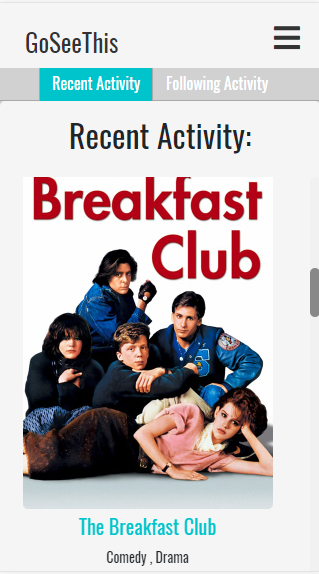 GoSeeThis
Recent Activity Following Activity
Recent Activity:
Breakfast
Club
The Breakfast Club
Comedy , Drama